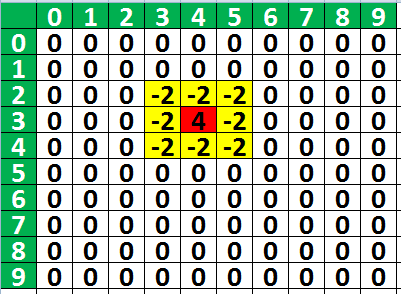 0 1 2 3 4 5 6 7 8 9
0 0 0 0 0 0 0 0 0 0 0
1 0 0 0 0 0 0 0 0 0 0
2 0 0 0 -2 -2 -2 0 0 0 0
3 0 0 0 -2 4 -2 0 0 0 0
4 0 0 0 -2 -2 -2 0 0 0 0
5 0 0 0 0 0 0 0 0 0 0
6 0 0 0 0 0 0 0 0 0 0
7 0 0 0 0 0 0 0 0 0 0
8 0 0 0 0 0 0 0 0 0 0
9 0 0 0 0 0 0 0 0 0 0